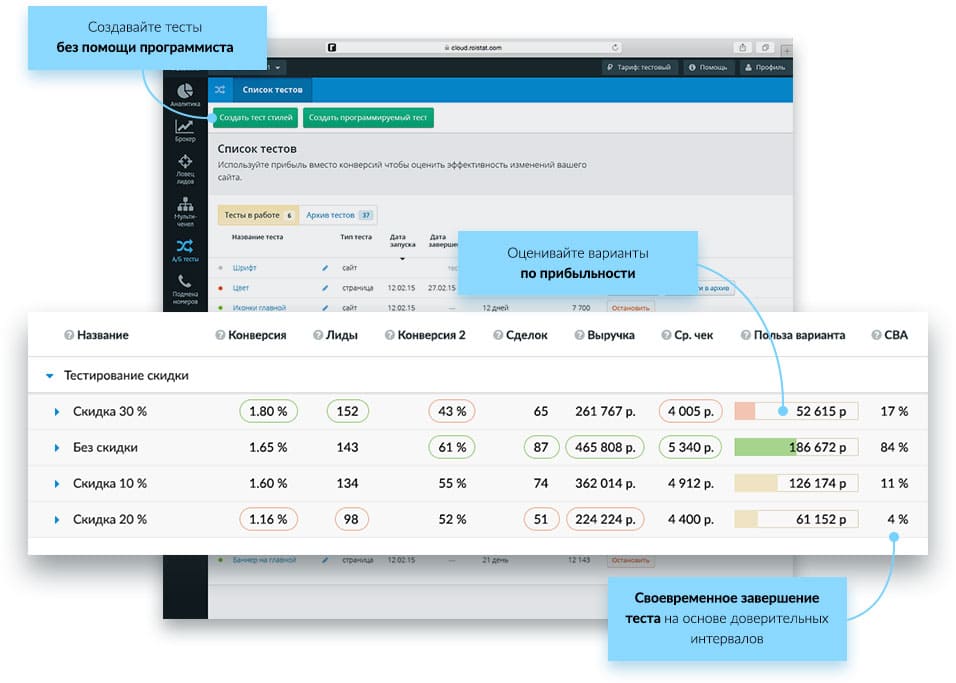 Создавайте тесты
без помощи программиста
cloud.roistat.com
Тариф: тестовый Помощь Профиль
Аналитика
Брокер
Ловец
лидов
Мульти-
ченел
А/Б тесты
Подмена
номеров
Список тестов
Создать тест стилей Создать программируемый тест
Список тестов
Используйте прибыль вместо конверсий чтобы оценить эффективность изменений вашего
сайта.
Тесты в работе 6 Архив тестов 37
Название теста Тип теста Дата
запуска Дата
заверше
Оценивайте варианты
по прибыльности
Шрифт сайт
Цвет страница 12.02.15 27.02.15 в архив
Иконки главной сайт 12.02.15 — 12 дней 7 700 Остановить
Название Конверсия Лиды Конверсия 2 Сделок Выручка Ср. чек Польза варианта СВА
Тестирование скидки
Скидка 30 % 1.80 % 152 43 % 65 261 767 р. 4 005 р. 52 615 р 17 %
Без скидки 1.65 % 143 61 % 87 465 808 р. 5 340 р. 186 672 р 84 %
Скидка 10 % 1.60 % 134 55 % 74 362 014 р. 4 912 р. 126 174 р 11 %
Скидка 20 % 1.16 % 98 52 % 51 224 224 р. 4 400 р. 61 152 р 4 %
Баннер на главной страница 12.02.15 — 21 день 12 143 Остановить
Своевременное завершение
теста на основе доверительных
интервалов